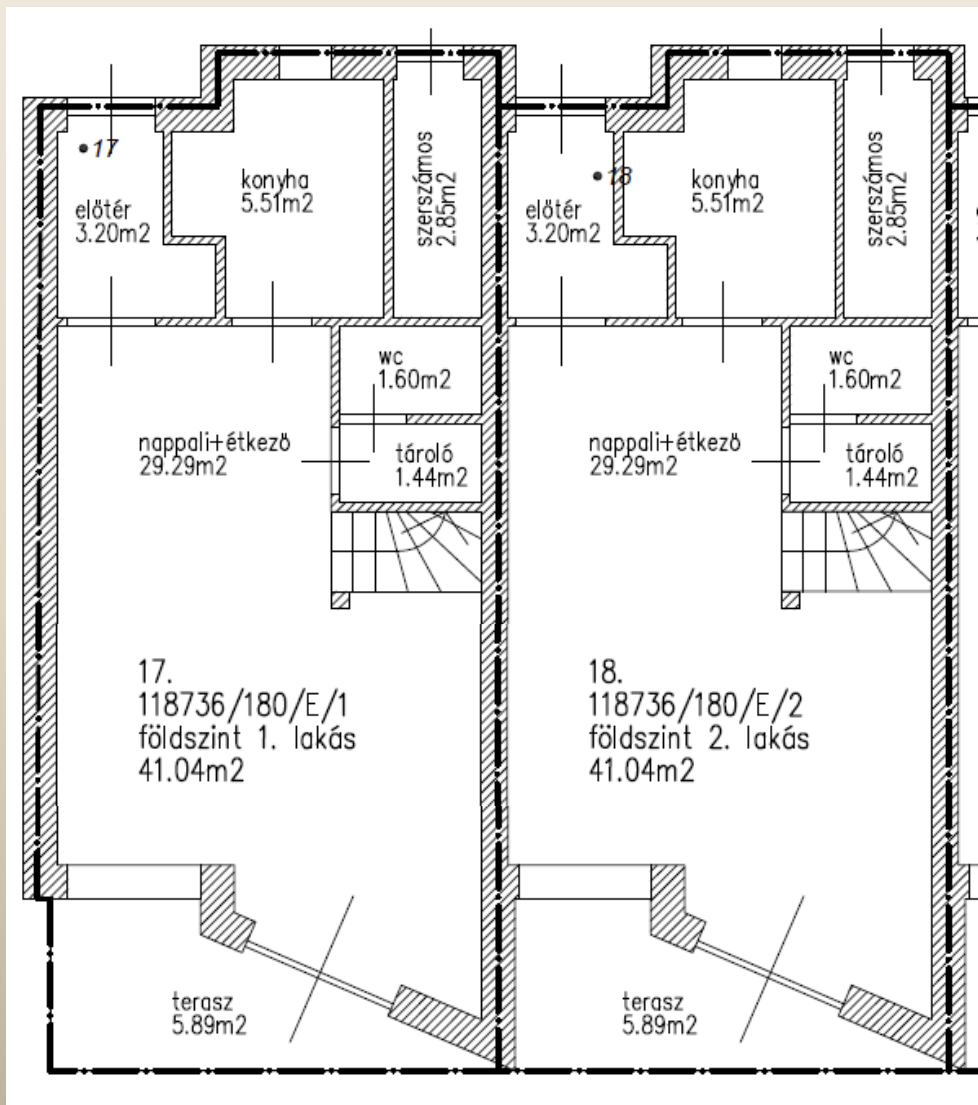 17
előtér
3.20m2
konyha
5.51m2
szerszámos
2.85m2
wc
1.60m2
nappali+étkező
29.29m2
tároló
1.44m2
17.
118736/180/E/1
földszint 1. lakás
41.04m2
terasz
5.89m2
18
előtér
3.20m2
konyha
5.51m2
szerszámos
2.85m2
wc
1.60m2
nappali+étkező
29.29m2
tároló
1.44m2
18.
118736/180/E/2
földszint 2. lakás
41.04m2
terasz
5.89m2